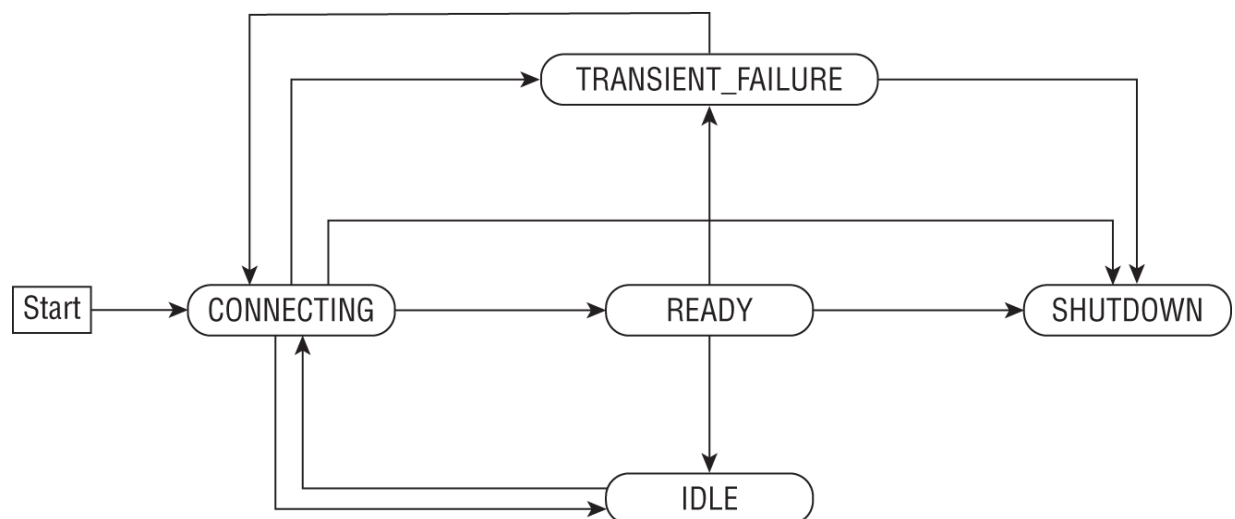 TRANSIENT_FAILURE
Start
CONNECTING
READY
SHUTDOWN
IDLE